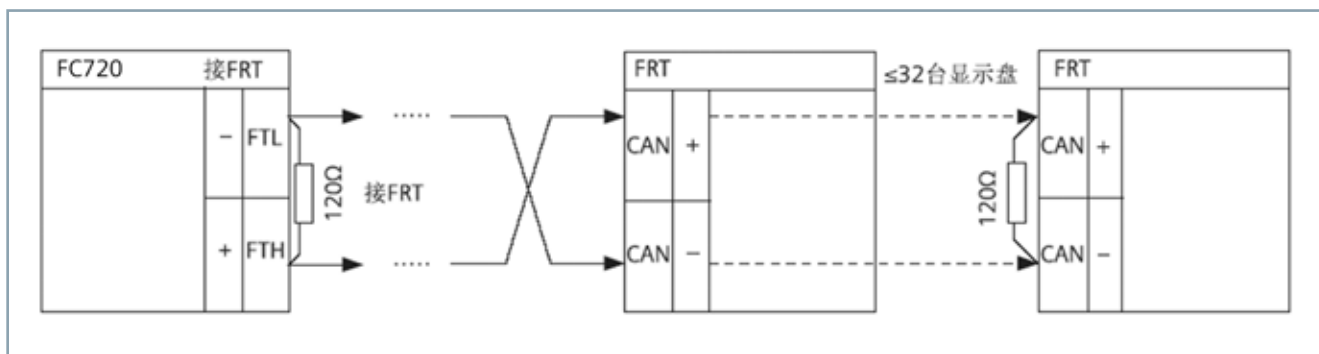 FC720 接FRT
- FTL
+ FTH
120Ω
.....
接FRT
.....
FRT
CAN +
CAN -
≤32台显示盘
120Ω
FRT
CAN +
CAN -